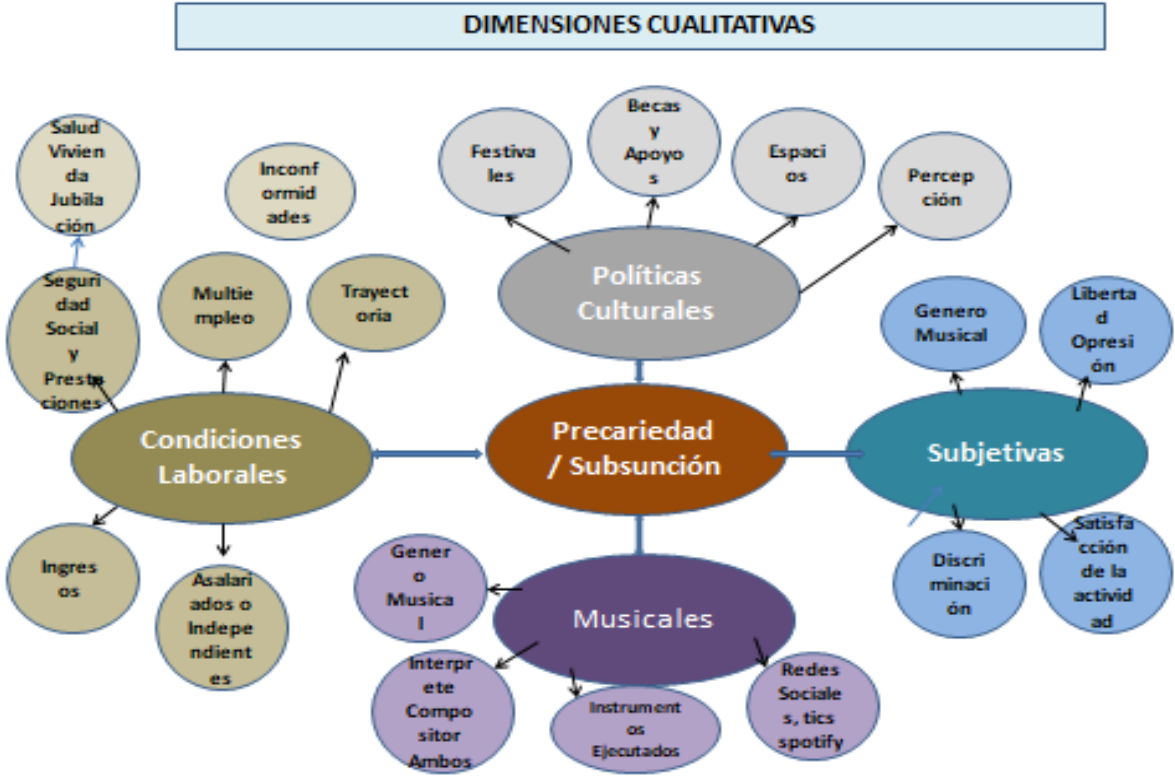 DIMENSIONES CUALITATIVAS
Salud
Vivien
da
Jubil
ación
Inconf
ormid
ades
Festiva
les
Becas
y
Apoyo
s
Espaci
os
Percep
ción
Seguri
dad
Social
y
Presta
ciones
Multie
mpleo
Trayect
oria
Políticas
Culturales
Genero
Musical
Liberta
d
Opresi
ón
Condiciones
Laborales
Precariedad
/ Subsunción
Subjetivas
Ingres
os
Asalari
ados o
Indepe
ndient
es
Gener
o
Musica
l
Musicales
Discri
minaci
ón
Satisfa
cción
de la
activid
ad
Interpr
ete
Compo
sitor
Ambos
Instrument
os
Ejecutados
Redes
Sociale
s, tics
spotify